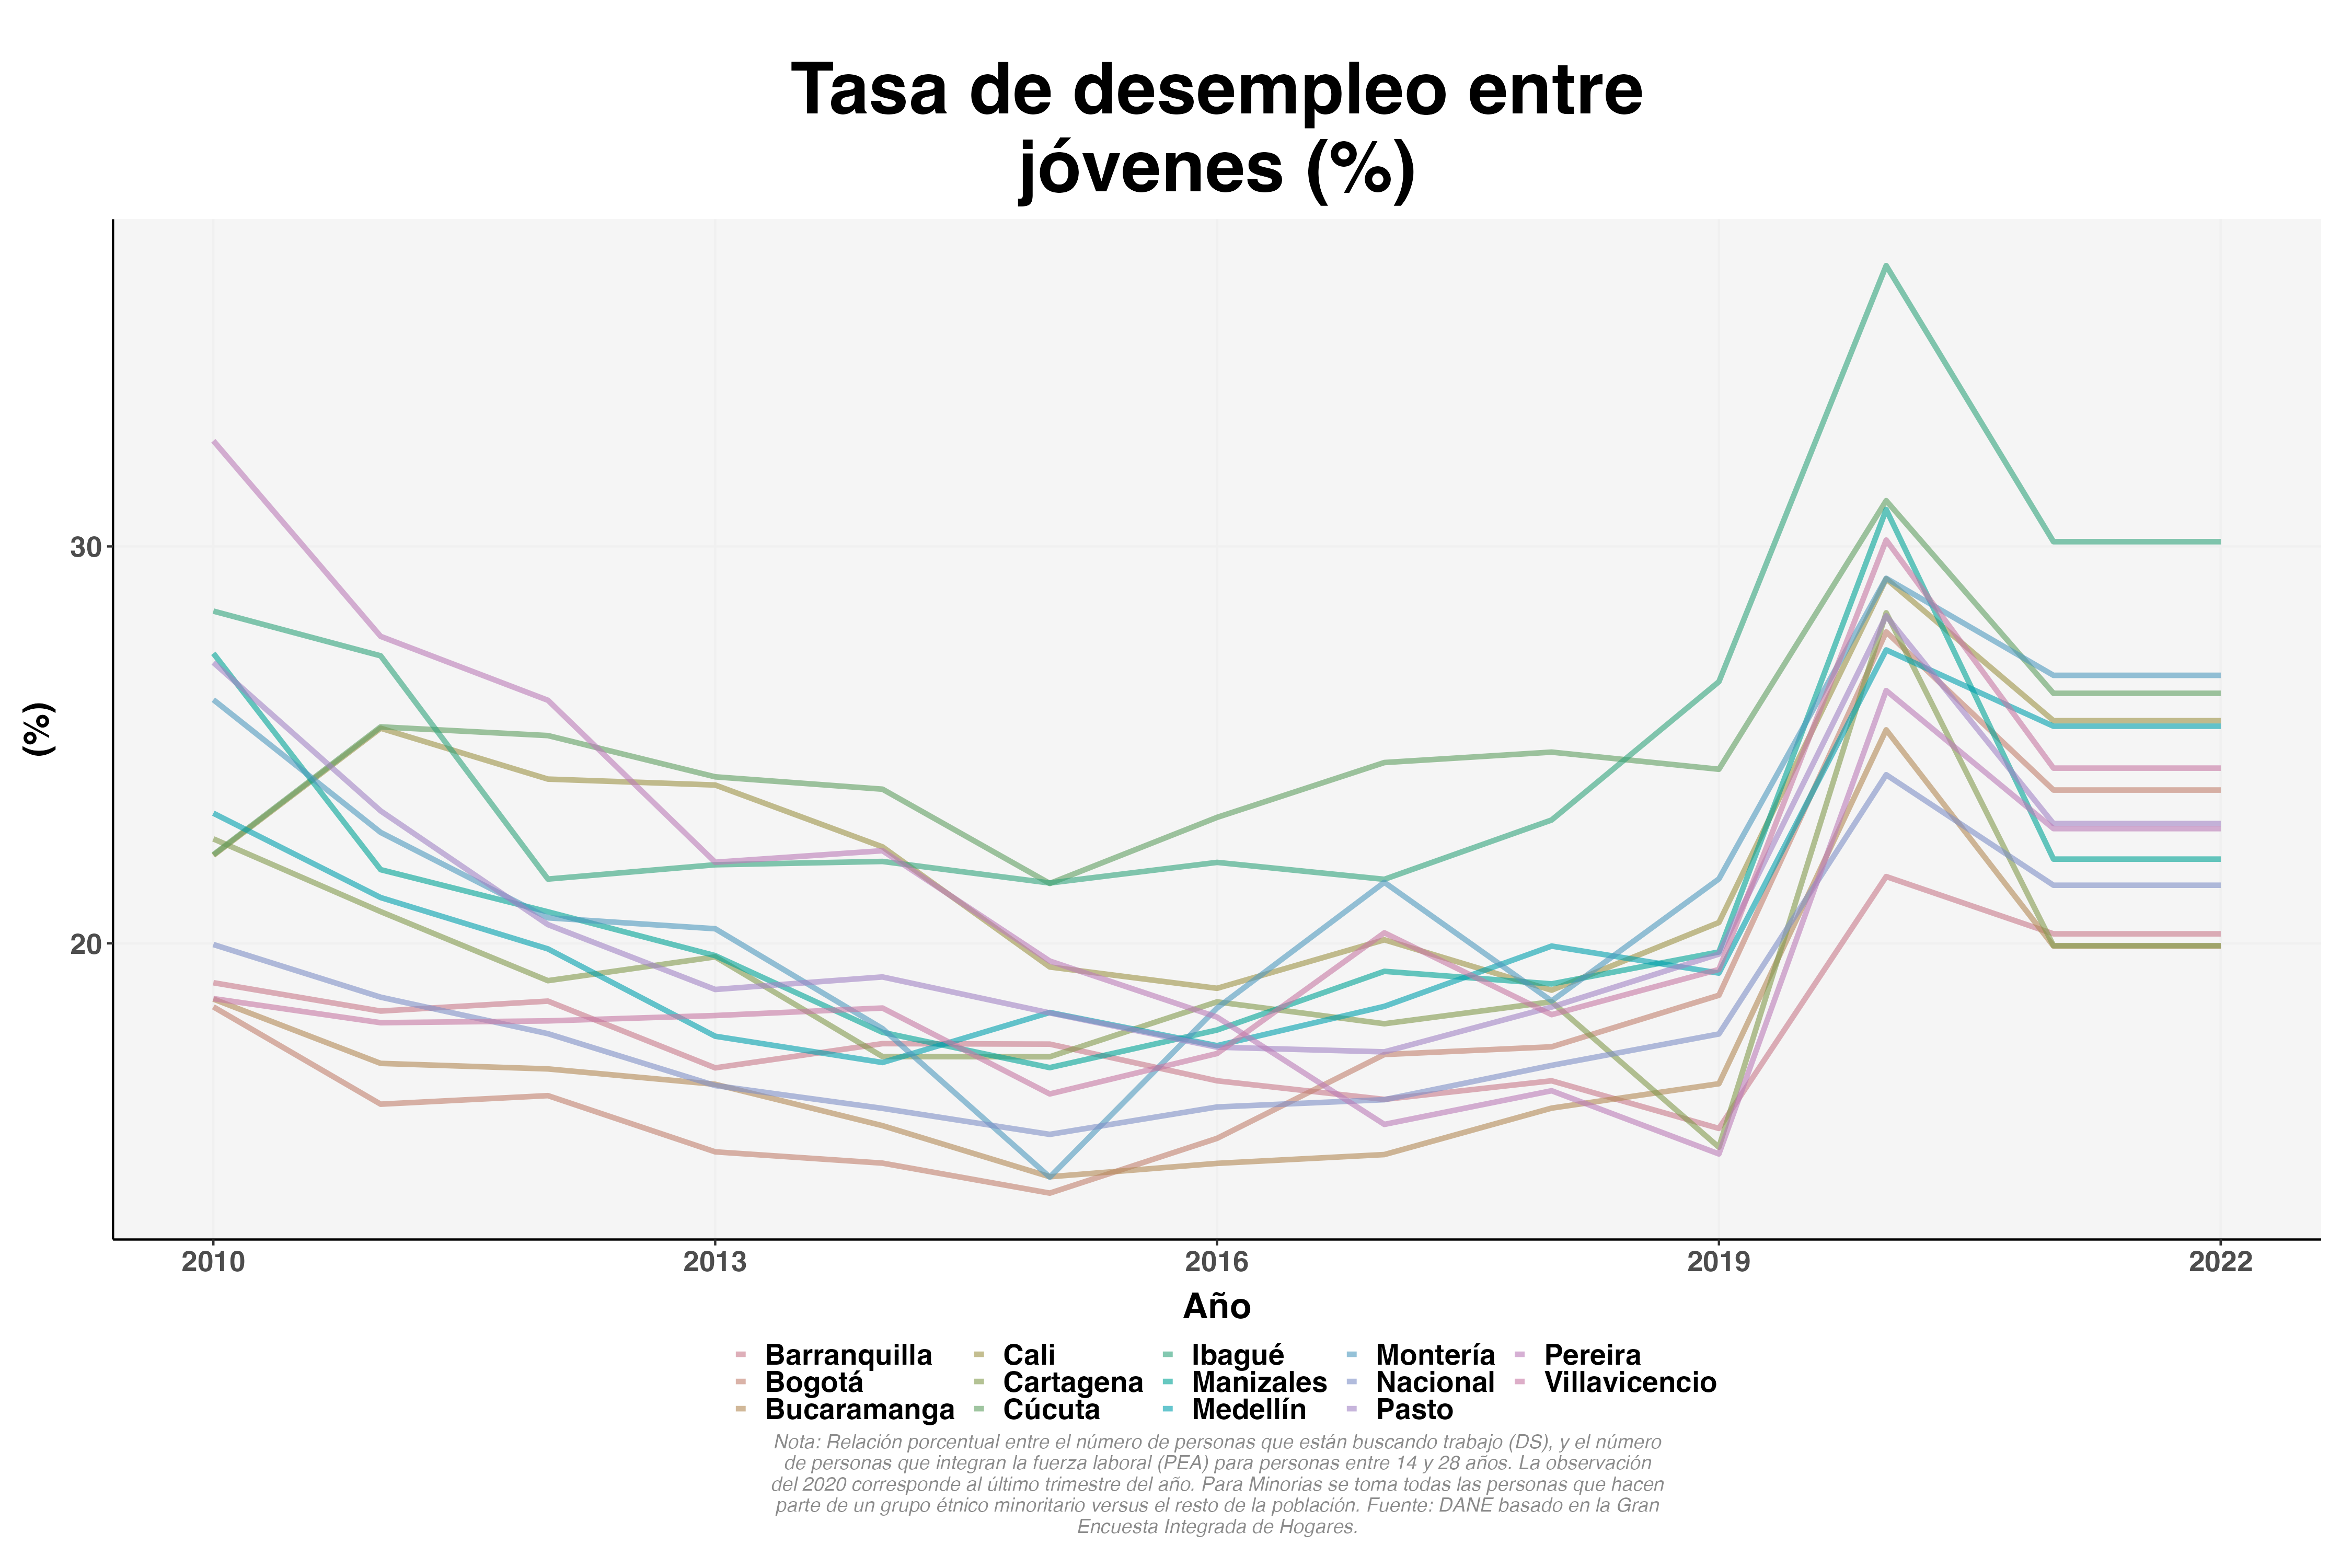 Tasa de desempleo entre
jóvenes (%)
(%)
30
20
2010 2013 2016 2019 2022
Año
Barranquilla Cali Ibagué Montería Pereira
Bogotá Cartagena Manizales Nacional Villavicencio
Bucaramanga Cúcuta Medellín Pasto
Nota: Relación porcentual entre el número de personas que están buscando trabajo (DS), y el número
de personas que integran la fuerza laboral (PEA) para personas entre 14 y 28 años. La observación
del 2020 corresponde al último trimestre del año. Para Minorias se toma todas las personas que hacen
parte de un grupo étnico minoritario versus el resto de la población. Fuente: DANE basado en la Gran
Encuesta Integrada de Hogares.